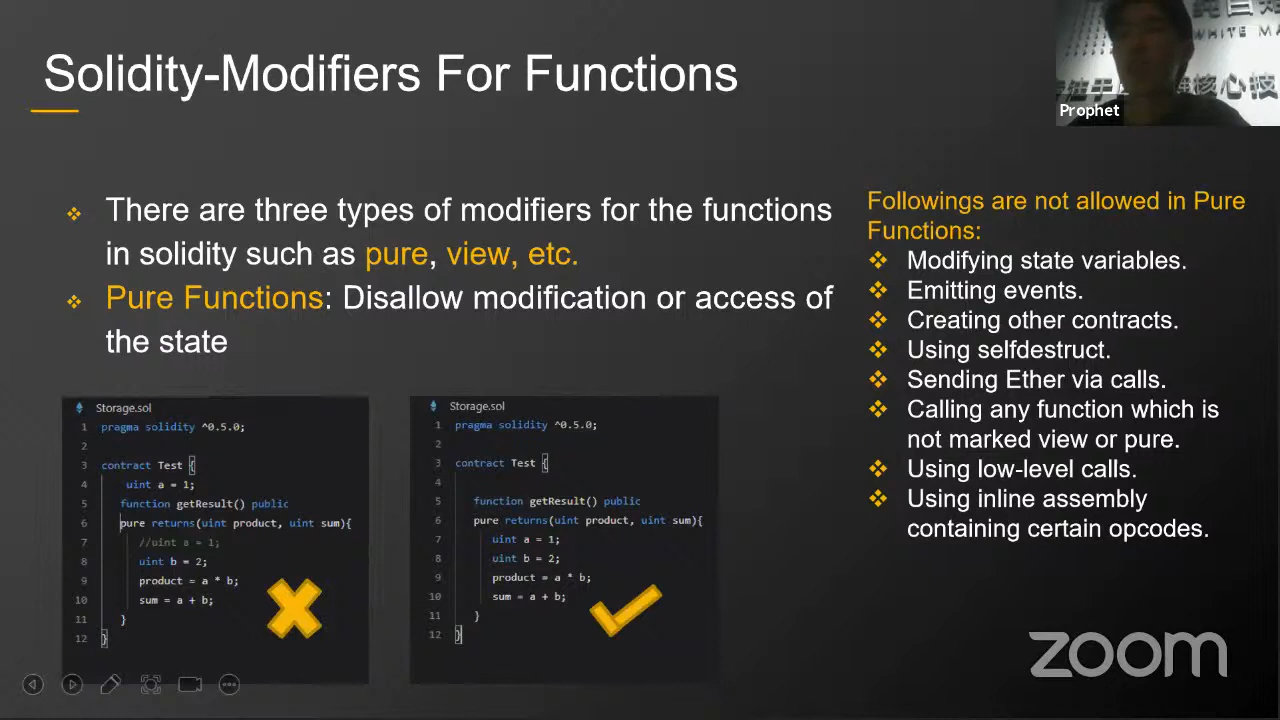 Solidity-Modifiers For Functions
WHITE MA
核心技
Prophet
There are three types of modifiers for the functions
in solidity such as pure, view, etc.
Pure Functions: Disallow modification or access of
the state
Storage.sol
1 pragma solidity ^0.5.0;
2
3 contract Test {
4 uint a = 1;
5 function getResult() public
6 pure returns(uint product, uint sum){
7 //uint a = 1;
8 uint b = 2;
9 product = a * b;
10 sum = a + b;
11 }
12 }
Storage.sol
1 pragma solidity ^0.5.0;
2
3 contract Test {
4
5 function getResult() public
6 pure returns(uint product, uint sum){
7 uint a = 1;
8 uint b = 2;
9 product = a * b;
10 sum = a + b;
11 }
12 }
Followings are not allowed in Pure
Functions:
Modifying state variables.
Emitting events.
Creating other contracts.
Using selfdestruct.
Sending Ether via calls.
Calling any function which is
not marked view or pure.
Using low-level calls.
Using inline assembly
containing certain opcodes.
zoom